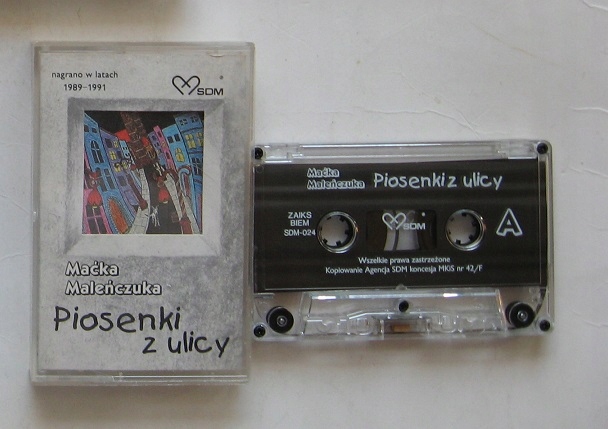 nagrano w latach
1989-1991
SDM
Maćka
Maleńczuka
Piosenki
z ulicy
Maćka
Maleńczuka
Piosenki z ulicy
ZAIKS
BIEM
SDM-024
SDM
A
Wszelkie prawa zastrzeżone
Kopiowanie Agencja SDM koncesja MKiS nr 42/F